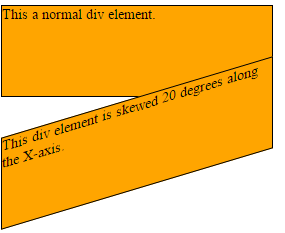 This a normal div element.
This div element is skewed 20 degrees along
the X-axis.